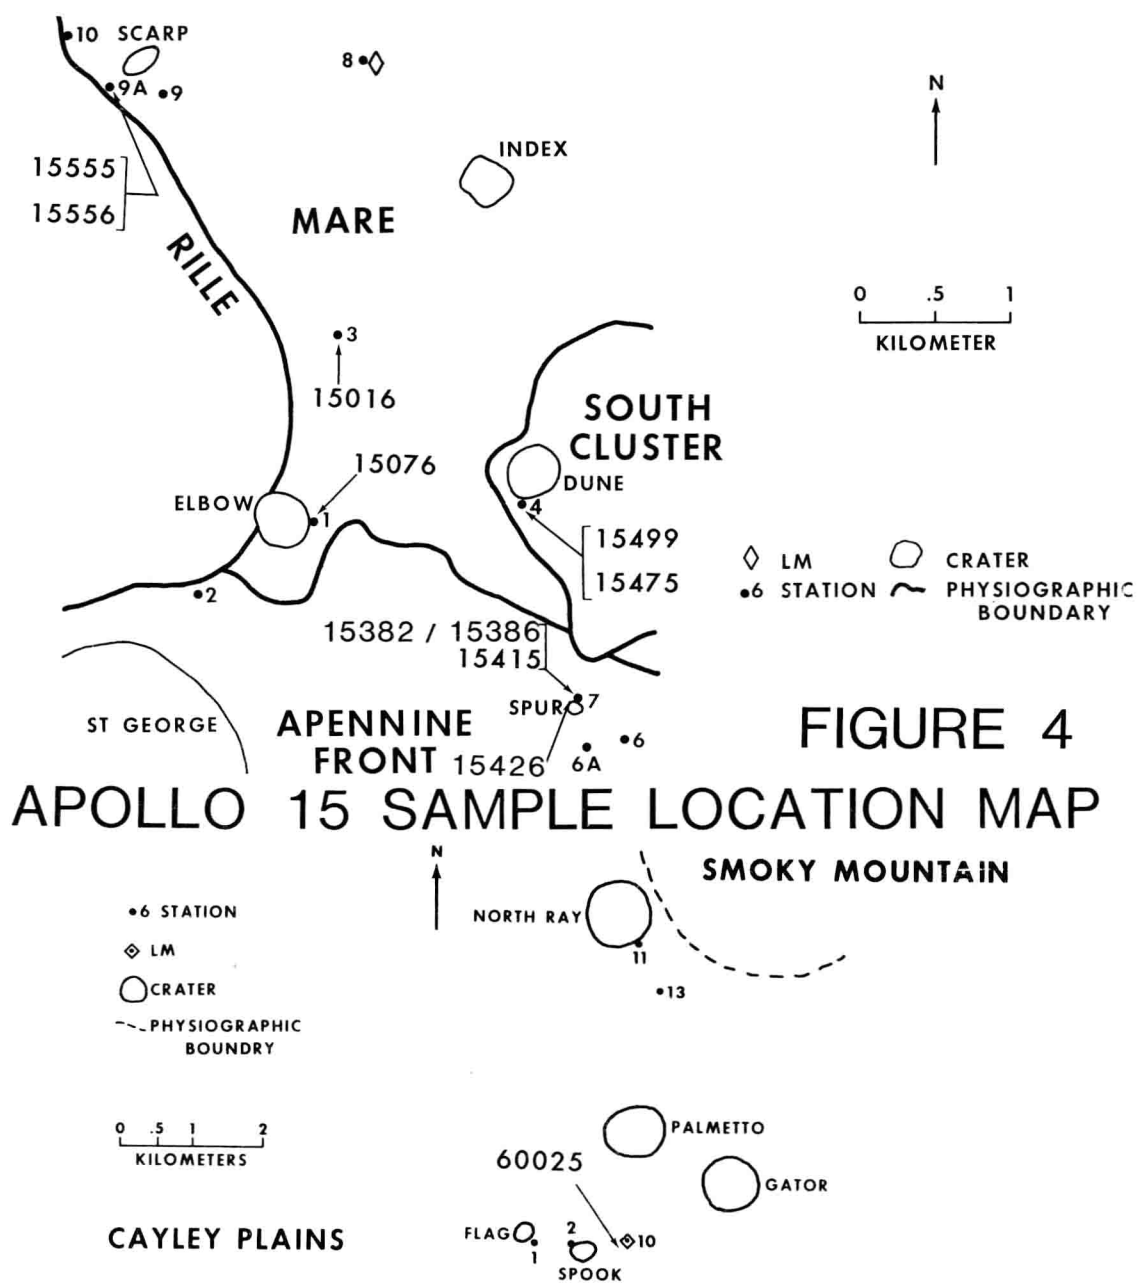 10 SCARP
8
9A
9
N
INDEX
15555
15556
MARE
RILLE
0 .5 1
KILOMETER
3
15016
SOUTH
CLUSTER
15076
DUNE
ELBOW
1
4
15499
15475
LM
CRATER
6 STATION
PHYSIOGRAPHIC
BOUNDARY
2
15382 / 15386
15415
7
SPUR
ST GEORGE
APENNINE
FRONT
15426
6A
6
FIGURE 4
APOLLO 15 SAMPLE LOCATION MAP
N
SMOKY MOUNTAIN
6 STATION
LM
CRATER
PHYSIOGRAPHIC
BOUNDRY
NORTH RAY
11
13
0 .5 1 2
KILOMETERS
PALMETTO
60025
GATOR
CAYLEY PLAINS
FLAG
1
2
10
SPOOK